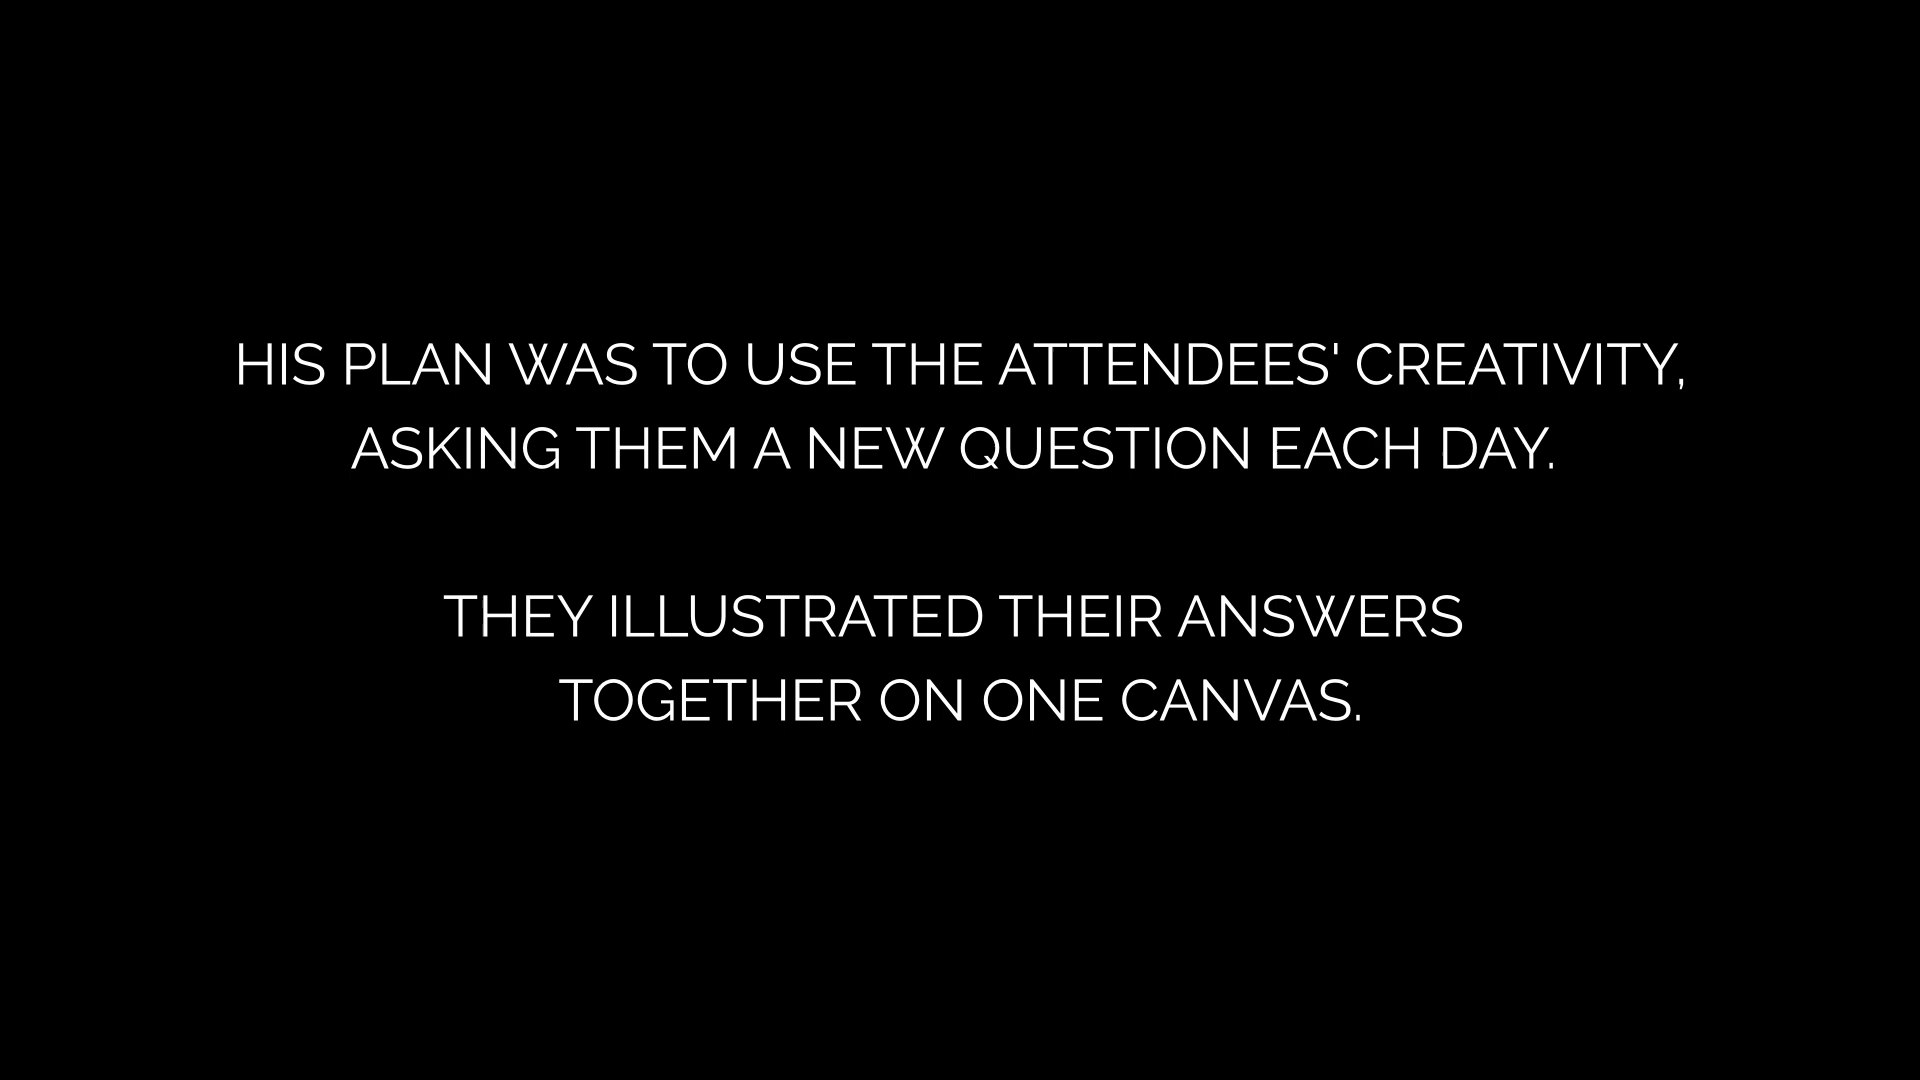 HIS PLAN WAS TO USE THE ATTENDEES' CREATIVITY,
ASKING THEM A NEW QUESTION EACH DAY.
THEY ILLUSTRATED THEIR ANSWERS
TOGETHER ON ONE CANVAS.